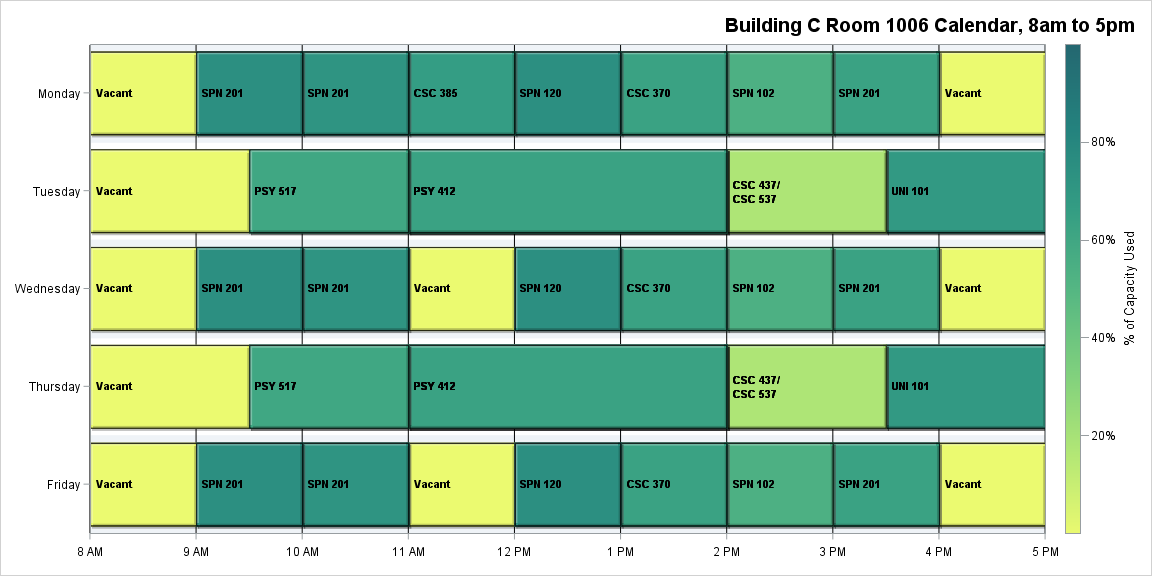 Building C Room 1006 Calendar, 8am to 5pm
Monday
Vacant
SPN 201
SPN 201
CSC 385
SPN 120
CSC 370
SPN 102
SPN 201
Vacant
Tuesday
Vacant
PSY 517
PSY 412
CSC 437/
CSC 537
UNI 101
Wednesday
Vacant
SPN 201
SPN 201
Vacant
SPN 120
CSC 370
SPN 102
SPN 201
Vacant
Thursday
Vacant
PSY 517
PSY 412
CSC 437/
CSC 537
UNI 101
Friday
Vacant
SPN 201
SPN 201
Vacant
SPN 120
CSC 370
SPN 102
SPN 201
Vacant
8 AM
9 AM
10 AM
11 AM
12 PM
1 PM
2 PM
3 PM
4 PM
5 PM
80%
60%
40%
20%
% of Capacity Used